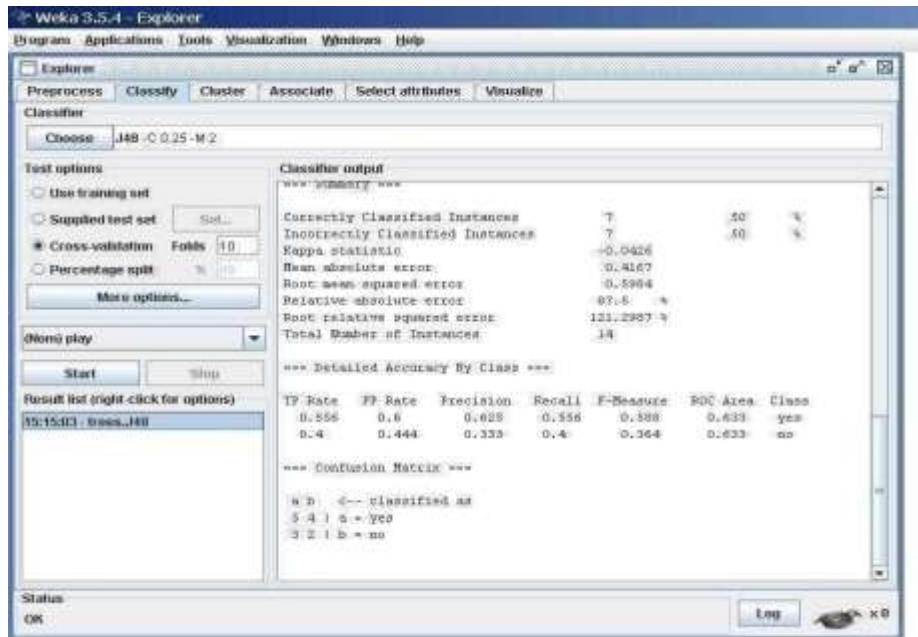 Weka 3.5.4 - Explorer
Program Applications Tools Visualization Windows Help
Explorer
Preprocess Classify Cluster Associate Select attributes Visualize
Classifier
Choose J48 -C 0.25 -M 2
Test options
Use training set
Supplied test set Set...
Cross-validation Folds 10
Percentage split %
More options...
(Nom) play
Start Stop
Result list (right-click for options)
15:15:03 - trees.J48
Classifier output
=== Summary ===
Correctly Classified Instances 7 50 %
Incorrectly Classified Instances 7 50 %
Kappa statistic -0.0426
Mean absolute error 0.4167
Root mean squared error 0.5984
Relative absolute error 87.5 %
Root relative squared error 121.2987 %
Total Number of Instances 14
=== Detailed Accuracy By Class ===
TP Rate FP Rate Precision Recall F-Measure ROC Area Class
0.556 0.6 0.625 0.556 0.588 0.633 yes
0.4 0.444 0.333 0.4 0.364 0.633 no
=== Confusion Matrix ===
a b <-- classified as
5 4 | a = yes
3 2 | b = no
Status
OK
Log x 0